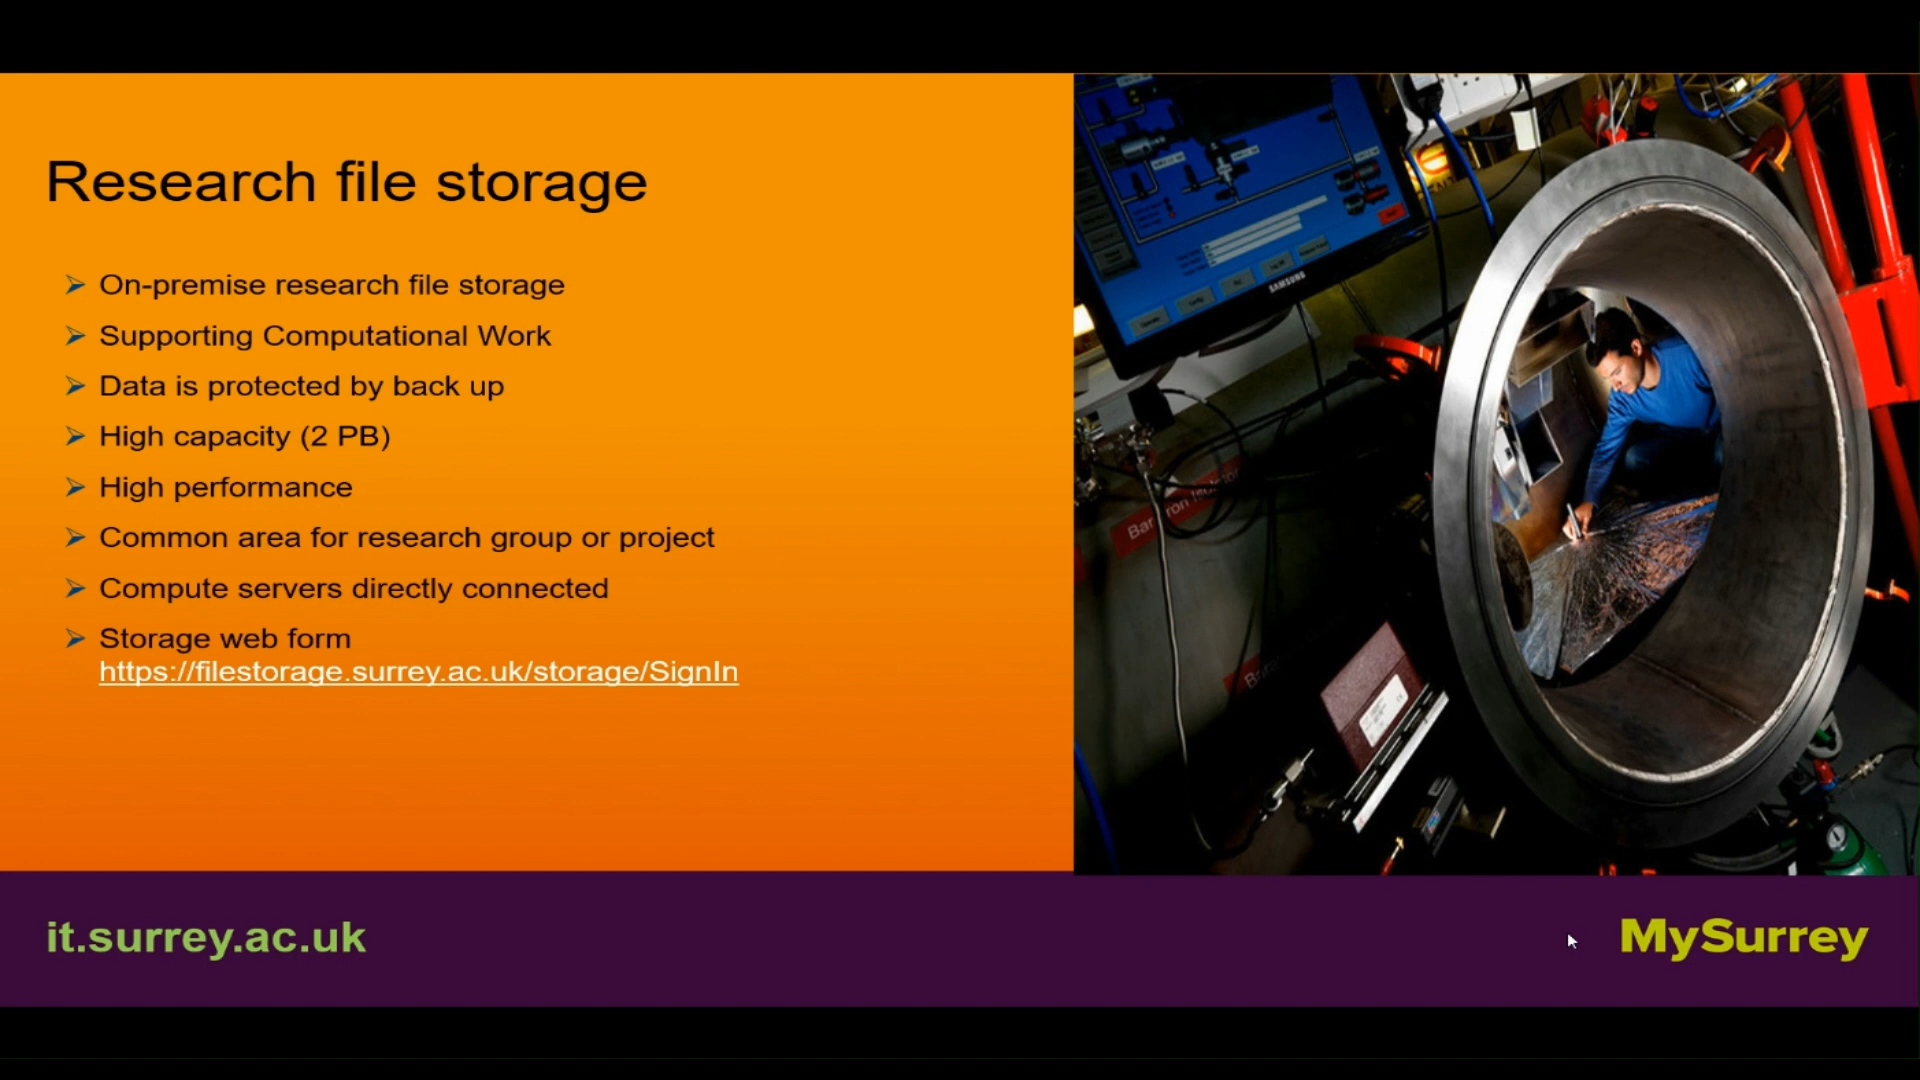 Research file storage
On-premise research file storage
Supporting Computational Work
Data is protected by back up
High capacity (2 PB)
High performance
Common area for research group or project
Compute servers directly connected
Storage web form
https://filestorage.surrey.ac.uk/storage/SignIn
SAMSUNG
it.surrey.ac.uk
MySurrey